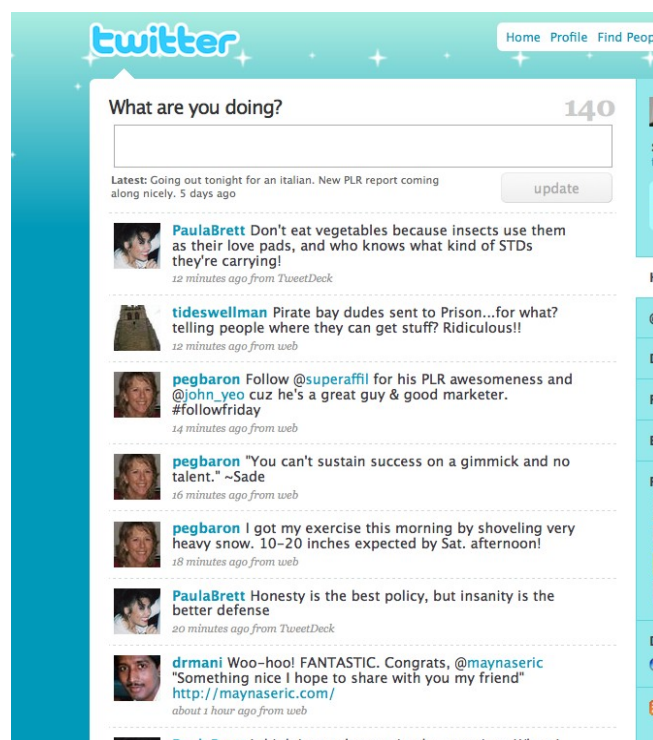 twitter
Home Profile Find Peop
What are you doing?
140
Latest: Going out tonight for an italian. New PLR report coming
along nicely. 5 days ago
update
PaulaBrett Don't eat vegetables because insects use them
as their love pads, and who knows what kind of STDs
they're carrying!
12 minutes ago from TweetDeck
tideswellman Pirate bay dudes sent to Prison...for what?
telling people where they can get stuff? Ridiculous!!
12 minutes ago from web
pegbaron Follow @superaffil for his PLR awesomeness and
@john_yeo cuz he's a great guy & good marketer.
#followfriday
14 minutes ago from web
pegbaron "You can't sustain success on a gimmick and no
talent." ~Sade
16 minutes ago from web
pegbaron I got my exercise this morning by shoveling very
heavy snow. 10-20 inches expected by Sat. afternoon!
18 minutes ago from web
PaulaBrett Honesty is the best policy, but insanity is the
better defense
20 minutes ago from TweetDeck
drmani Woo-hoo! FANTASTIC. Congrats, @maynaseric
"Something nice I hope to share with you my friend"
http://maynaseric.com/
about 1 hour ago from web